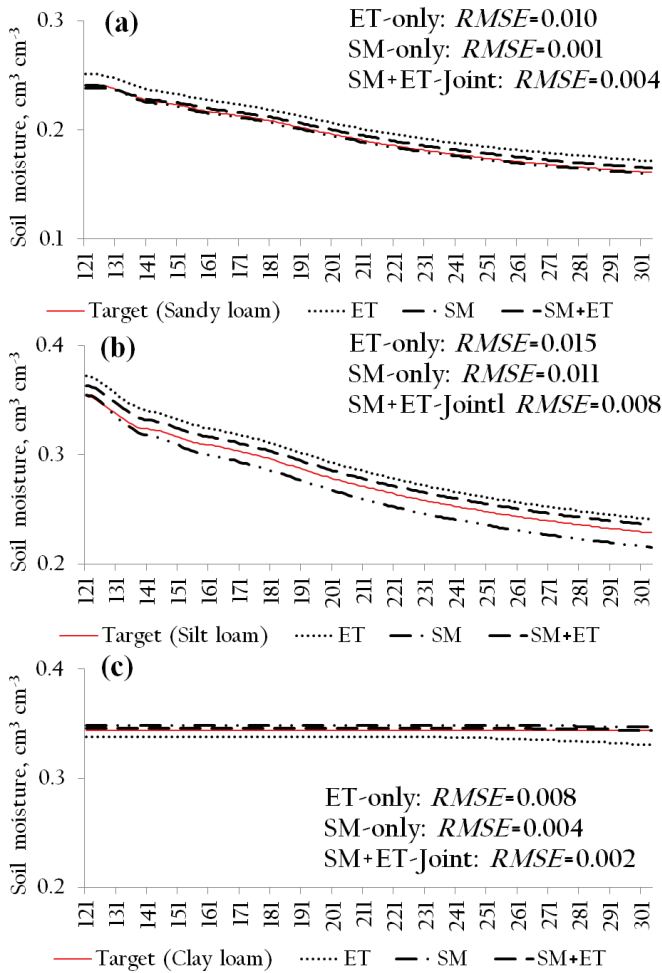 (a)
ET-only: RMSE=0.010
SM-only: RMSE=0.001
SM+ET-Joint: RMSE=0.004
Soil moisture, cm³ cm⁻³
0.3
0.2
0.1
121 131 141 151 161 171 181 191 201 211 221 231 241 251 261 271 281 291 301
Target (Sandy loam) ET SM SM+ET
(b)
ET-only: RMSE=0.015
SM-only: RMSE=0.011
SM+ET-Jointl RMSE=0.008
Soil moisture, cm³ cm⁻³
0.4
0.3
0.2
121 131 141 151 161 171 181 191 201 211 221 231 241 251 261 271 281 291 301
Target (Silt loam) ET SM SM+ET
(c)
Soil moisture, cm³ cm⁻³
0.4
0.3
0.2
ET-only: RMSE=0.008
SM-only: RMSE=0.004
SM+ET-Joint: RMSE=0.002
121 131 141 151 161 171 181 191 201 211 221 231 241 251 261 271 281 291 301
Target (Clay loam) ET SM SM+ET